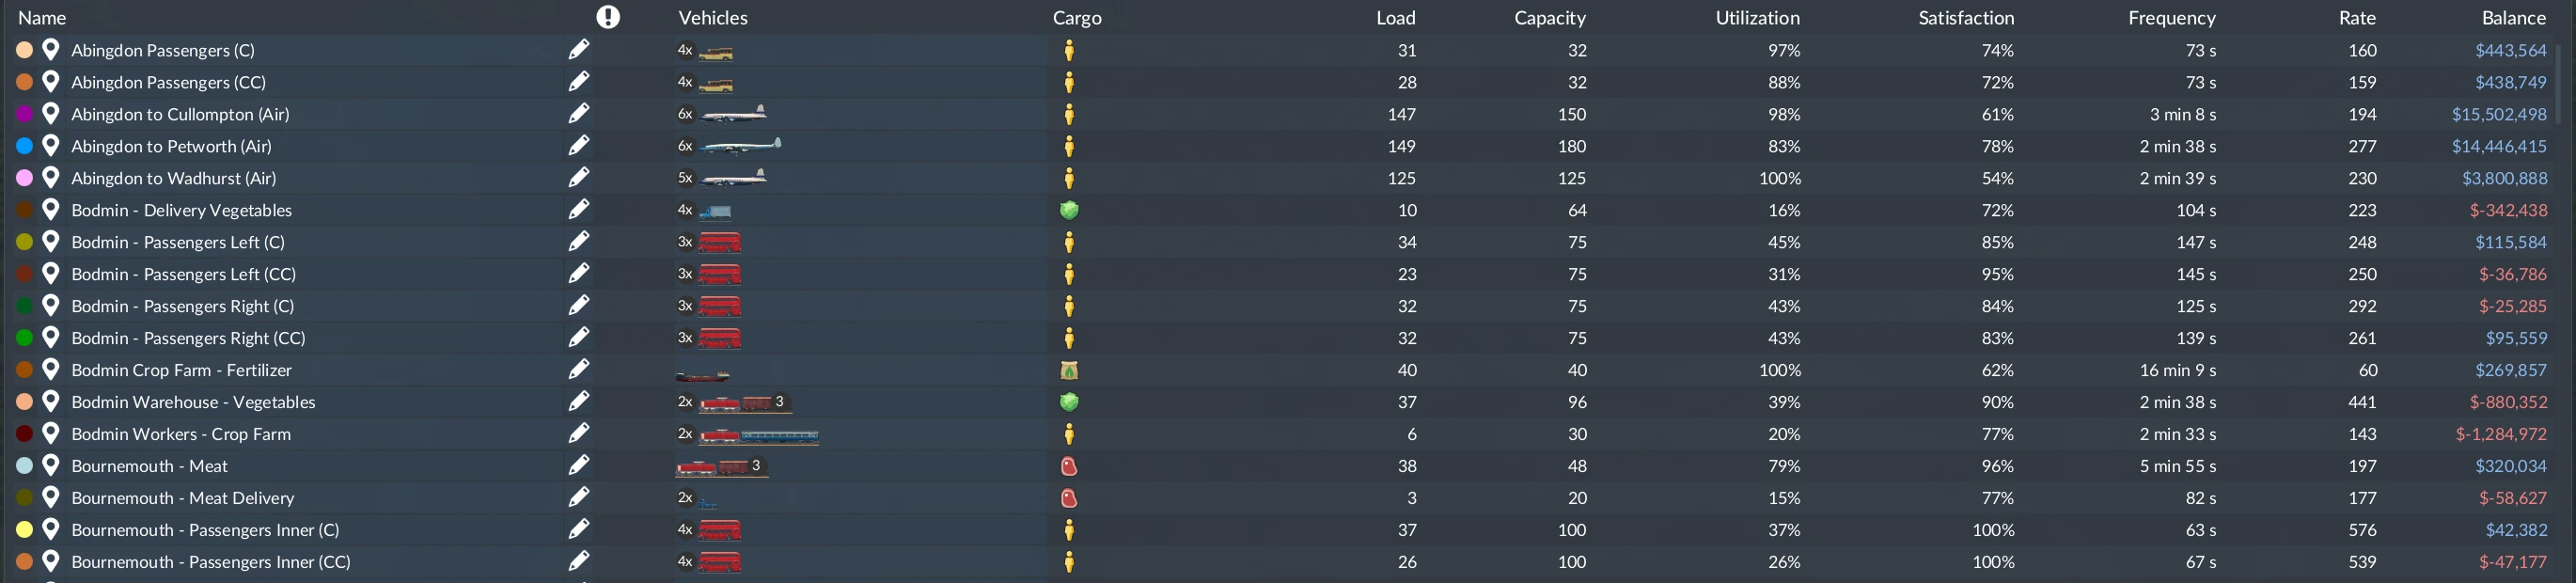 Name ! Vehicles Cargo Load Capacity Utilization Satisfaction Frequency Rate Balance
Abingdon Passengers (C) 4x 31 32 97% 74% 73 s 160 $443,564
Abingdon Passengers (CC) 4x 28 32 88% 72% 73 s 159 $438,749
Abingdon to Cullompton (Air) 6x 147 150 98% 61% 3 min 8 s 194 $15,502,498
Abingdon to Petworth (Air) 6x 149 180 83% 78% 2 min 38 s 277 $14,446,415
Abingdon to Wadhurst (Air) 5x 125 125 100% 54% 2 min 39 s 230 $3,800,888
Bodmin - Delivery Vegetables 4x 10 64 16% 72% 104 s 223 $-342,438
Bodmin - Passengers Left (C) 3x 34 75 45% 85% 147 s 248 $115,584
Bodmin - Passengers Left (CC) 3x 23 75 31% 95% 145 s 250 $-36,786
Bodmin - Passengers Right (C) 3x 32 75 43% 84% 125 s 292 $-25,285
Bodmin - Passengers Right (CC) 3x 32 75 43% 83% 139 s 261 $95,559
Bodmin Crop Farm - Fertilizer 40 40 100% 62% 16 min 9 s 60 $269,857
Bodmin Warehouse - Vegetables 2x 3 37 96 39% 90% 2 min 38 s 441 $-880,352
Bodmin Workers - Crop Farm 2x 6 30 20% 77% 2 min 33 s 143 $-1,284,972
Bournemouth - Meat 3 38 48 79% 96% 5 min 55 s 197 $320,034
Bournemouth - Meat Delivery 2x 3 20 15% 77% 82 s 177 $-58,627
Bournemouth - Passengers Inner (C) 4x 37 100 37% 100% 63 s 576 $42,382
Bournemouth - Passengers Inner (CC) 4x 26 100 26% 100% 67 s 539 $-47,177